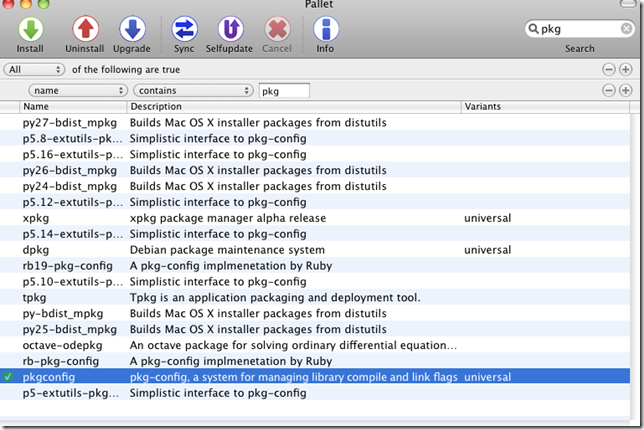 Pallet
Install Uninstall Upgrade Sync Selfupdate Cancel Info Search
pkg
All of the following are true
name contains pkg
Name Description Variants
py27-bdist_mpkg Builds Mac OS X installer packages from distutils
p5.8-extutils-pk... Simplistic interface to pkg-config
p5.16-extutils-p... Simplistic interface to pkg-config
py26-bdist_mpkg Builds Mac OS X installer packages from distutils
py24-bdist_mpkg Builds Mac OS X installer packages from distutils
p5.12-extutils-p... Simplistic interface to pkg-config
xpkg xpkg package manager alpha release universal
p5.14-extutils-p... Simplistic interface to pkg-config
dpkg Debian package maintenance system universal
rb19-pkg-config A pkg-config implmenetation by Ruby
p5.10-extutils-p... Simplistic interface to pkg-config
tpkg Tpkg is an application packaging and deployment tool.
py-bdist_mpkg Builds Mac OS X installer packages from distutils
py25-bdist_mpkg Builds Mac OS X installer packages from distutils
octave-odepkg An octave package for solving ordinary differential equation...
rb-pkg-config A pkg-config implmenetation by Ruby
pkgconfig pkg-config, a system for managing library compile and link flags universal
p5-extutils-pkg... Simplistic interface to pkg-config